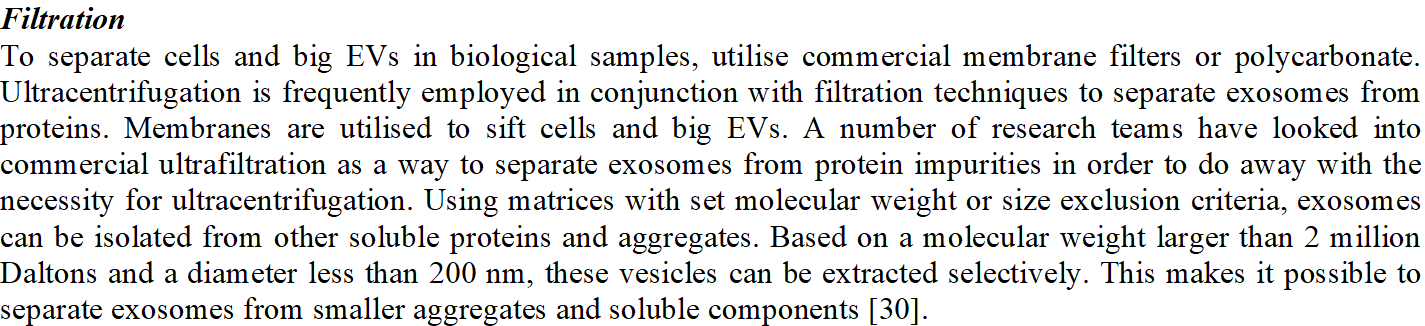 Filtration
To separate cells and big EVs in biological samples, utilise commercial membrane filters or polycarbonate.
Ultracentrifugation is frequently employed in conjunction with filtration techniques to separate exosomes from
proteins. Membranes are utilised to sift cells and big EVs. A number of research teams have looked into
commercial ultrafiltration as a way to separate exosomes from protein impurities in order to do away with the
necessity for ultracentrifugation. Using matrices with set molecular weight or size exclusion criteria, exosomes
can be isolated from other soluble proteins and aggregates. Based on a molecular weight larger than 2 million
Daltons and a diameter less than 200 nm, these vesicles can be extracted selectively. This makes it possible to
separate exosomes from smaller aggregates and soluble components [30].